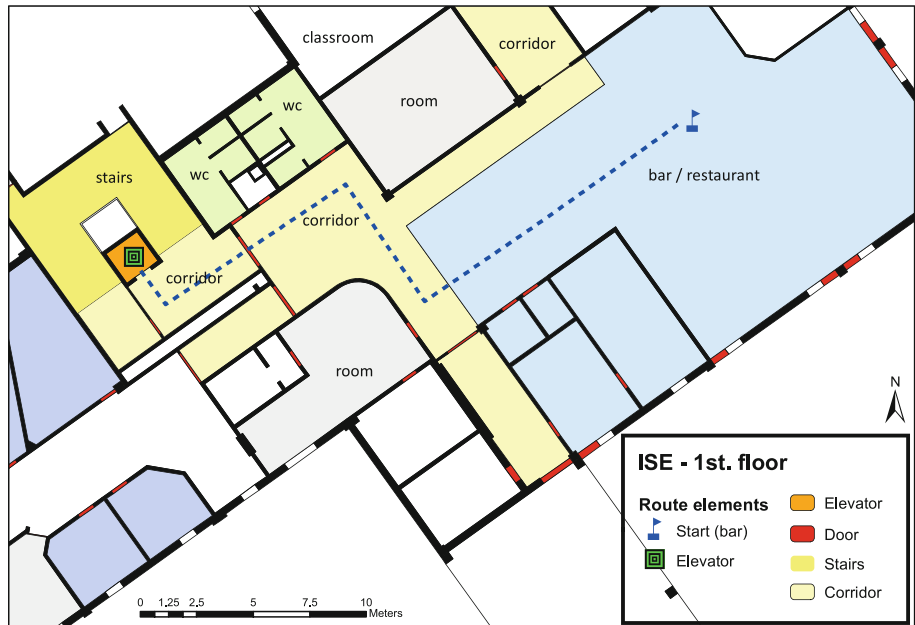 classroom
corridor
wc
room
stairs
wc
bar / restaurant
corridor
corridor
room
N
ISE - 1st. floor
Route elements
Start (bar)
Elevator
Elevator
Door
Stairs
Corridor
0 1.25 2.5 5 7.5 10
Meters